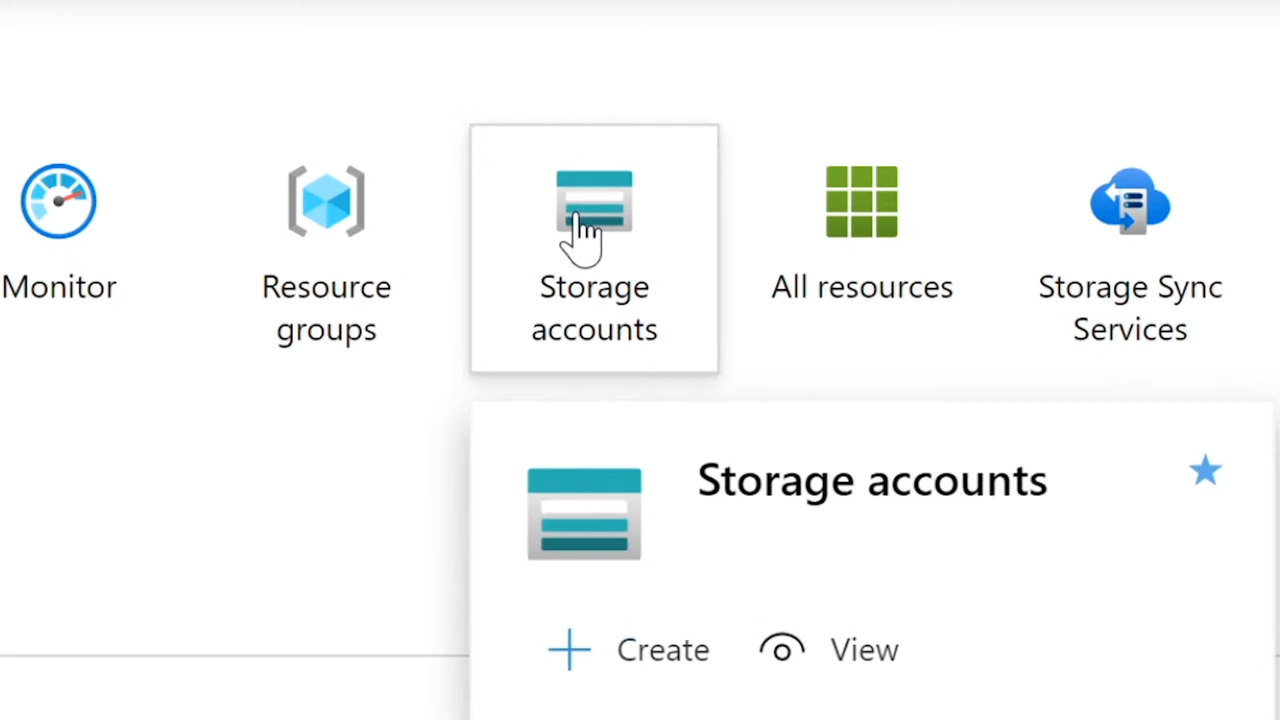 Monitor
Resource
groups
Storage
accounts
All resources
Storage Sync
Services
Storage accounts
Create
View